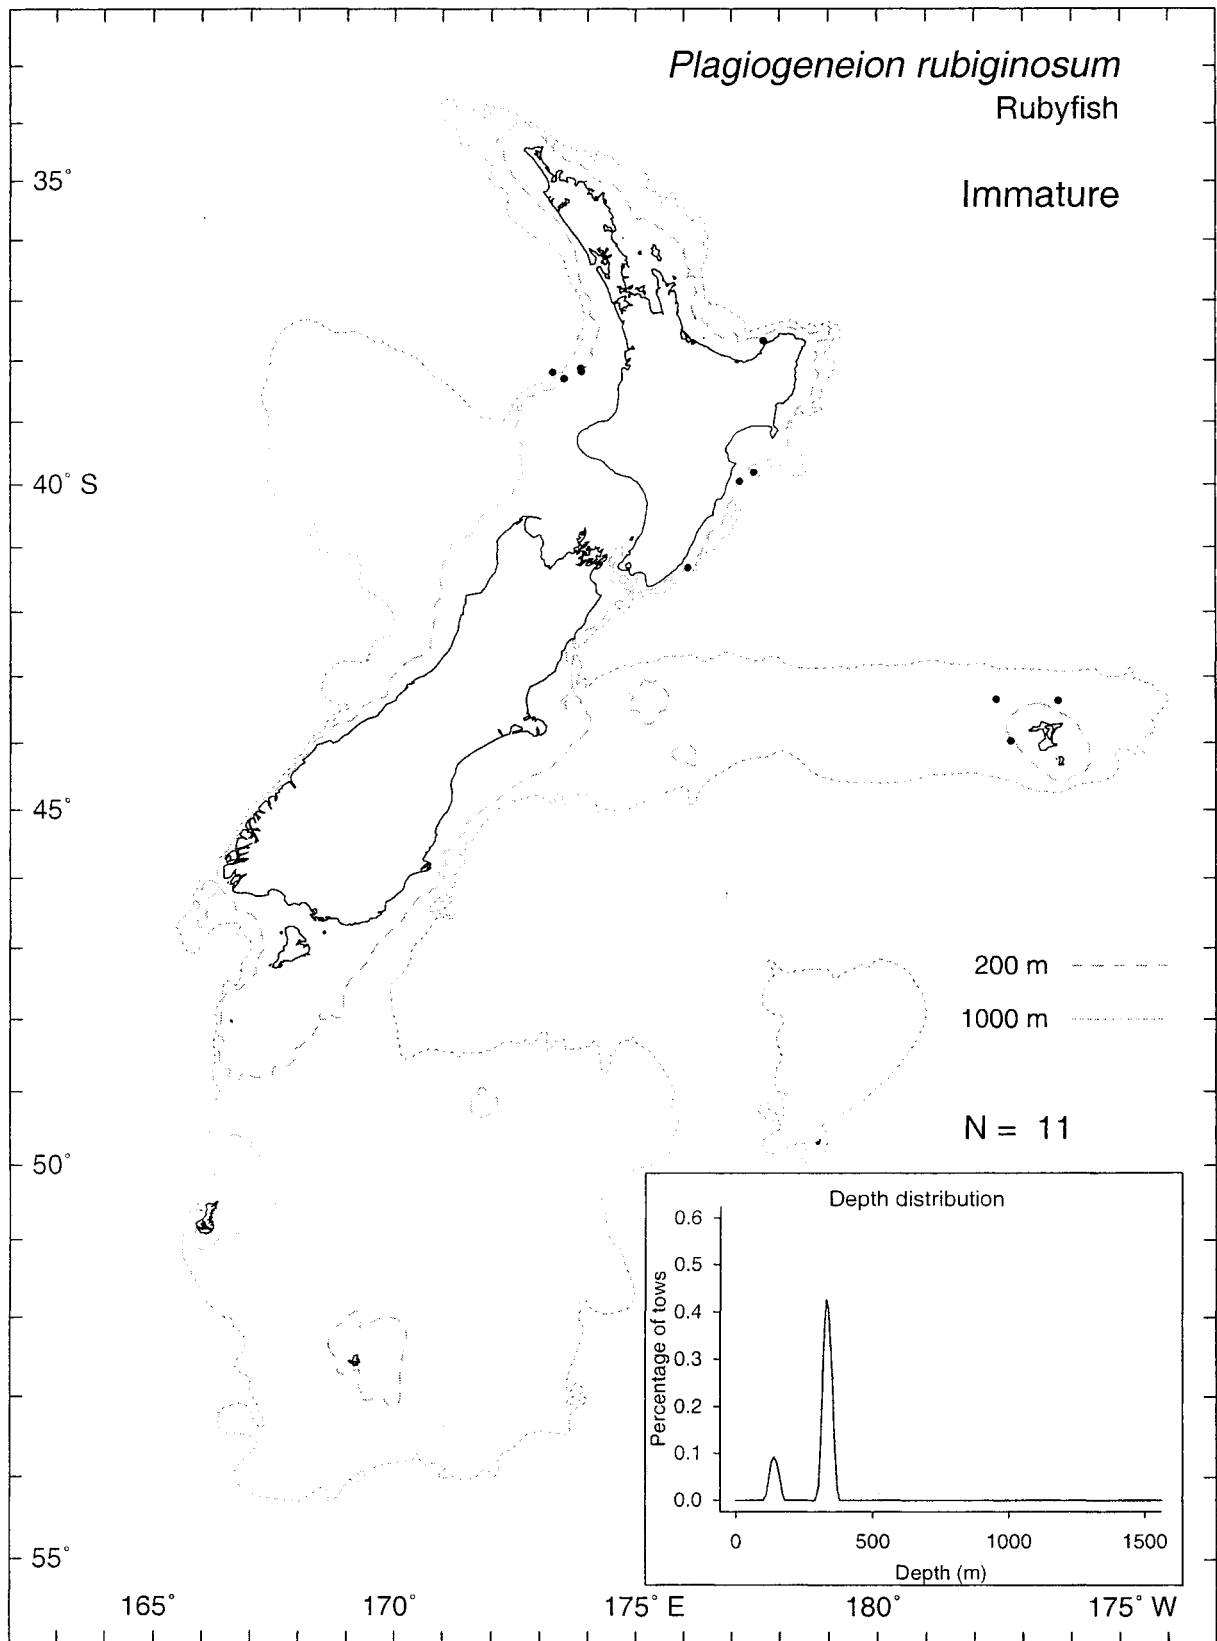 Plagiogeneion rubiginosum
Rubyfish
Immature
35°
40° S
45°
200 m
1000 m
N = 11
50°
Depth distribution
0.6
0.5
0.4
0.3
0.2
0.1
0.0
Percentage of tows
0 500 1000 1500
Depth (m)
55°
165° 170° 175° E 180° 175° W